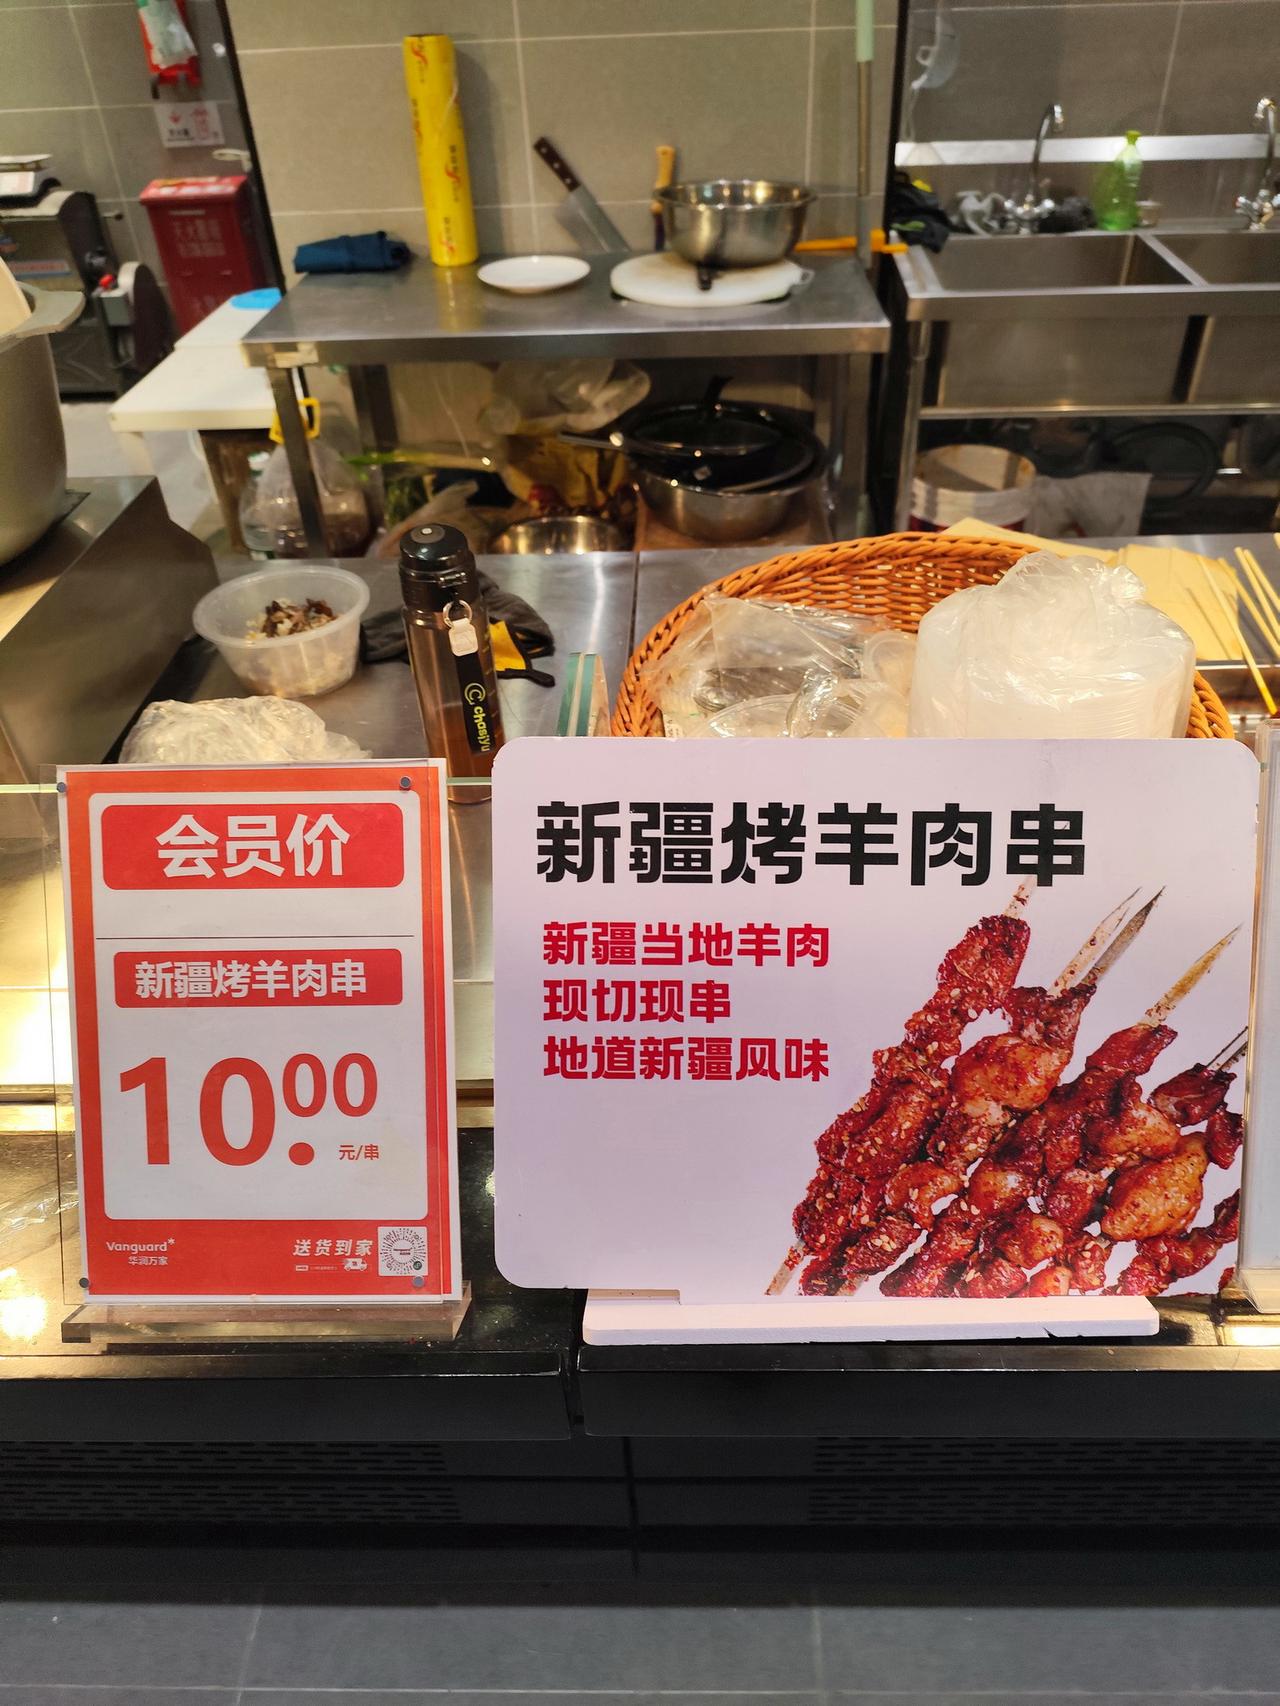 chasjyu
会员价
新疆烤羊肉串
10.00
元/串
Vanguard*
华润万家
送货到家
新疆烤羊肉串
新疆当地羊肉
现切现串
地道新疆风味